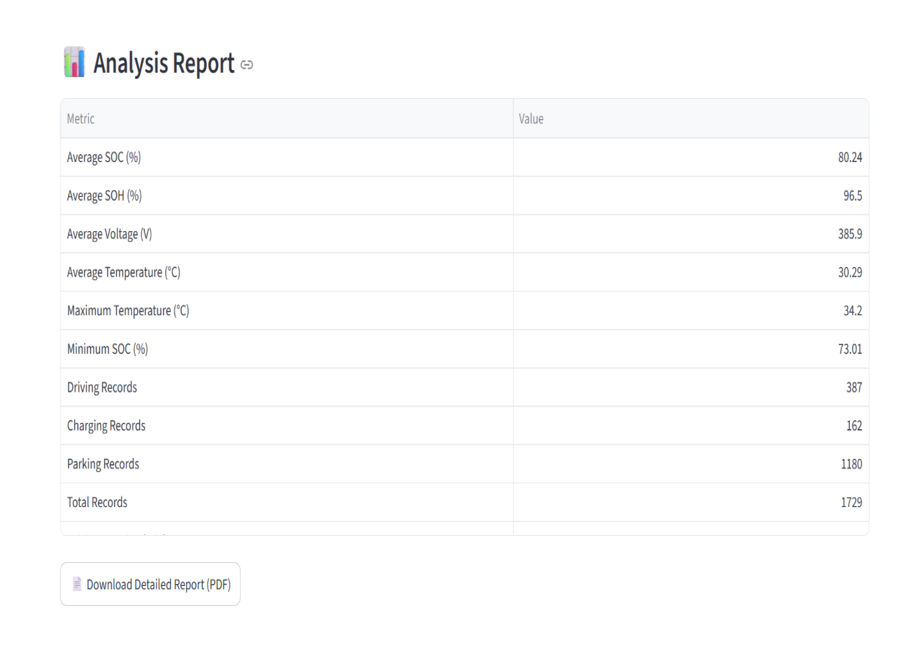 Analysis Report
Metric Value
Average SOC (%) 80.24
Average SOH (%) 96.5
Average Voltage (V) 385.9
Average Temperature (°C) 30.29
Maximum Temperature (°C) 34.2
Minimum SOC (%) 73.01
Driving Records 387
Charging Records 162
Parking Records 1180
Total Records 1729
Download Detailed Report (PDF)